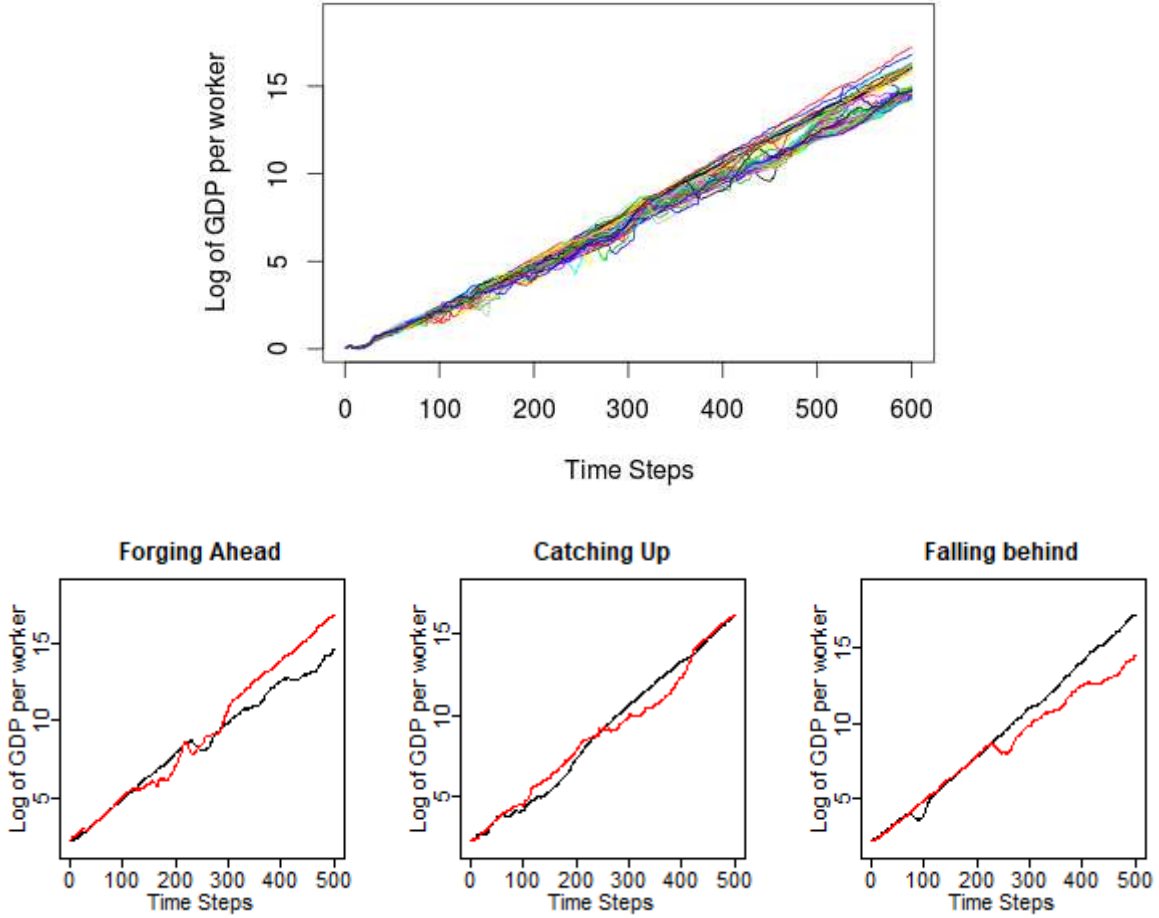 Log of GDP per worker
15
10
5
0
0 100 200 300 400 500 600
Time Steps
Forging Ahead
Log of GDP per worker
15
10
5
0 100 200 300 400 500
Time Steps
Catching Up
Log of GDP per worker
15
10
5
0 100 200 300 400 500
Time Steps
Falling behind
Log of GDP per worker
15
10
5
0 100 200 300 400 500
Time Steps